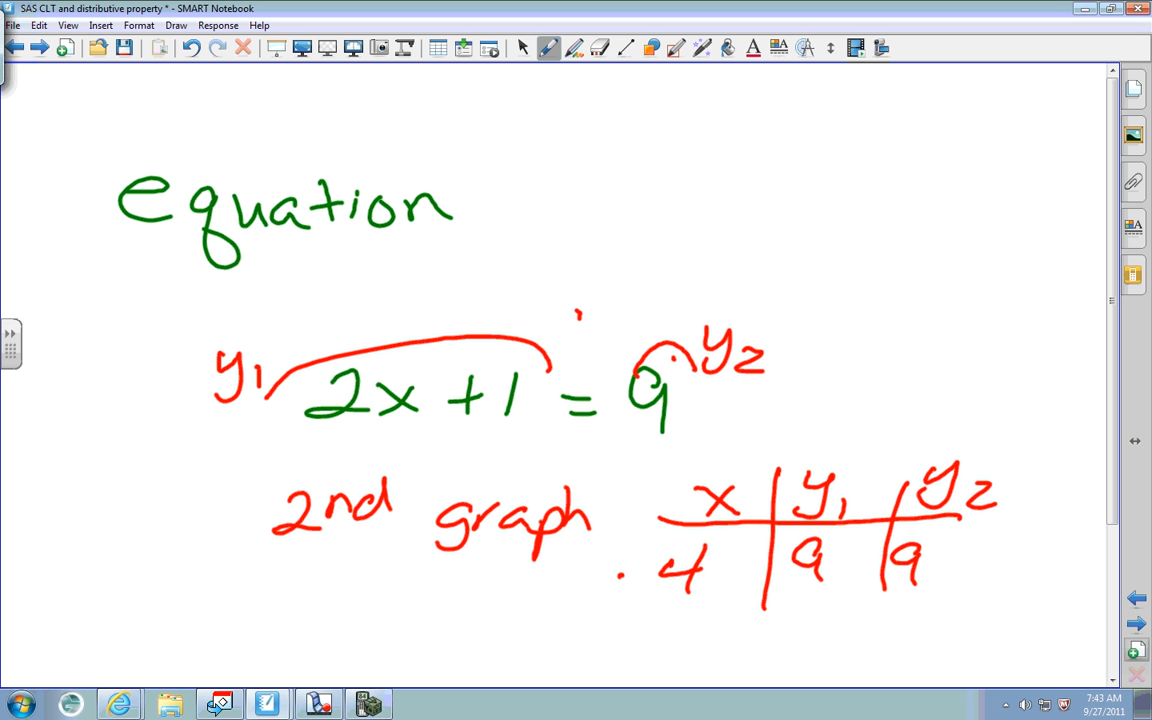 SAS CLT and distributive property * - SMART Notebook
File Edit View Insert Format Draw Response Help
equation
y1 y2
2x + 1 = 9
2nd graph
x y1 y2
4 9 9
7:43 AM
9/27/2011